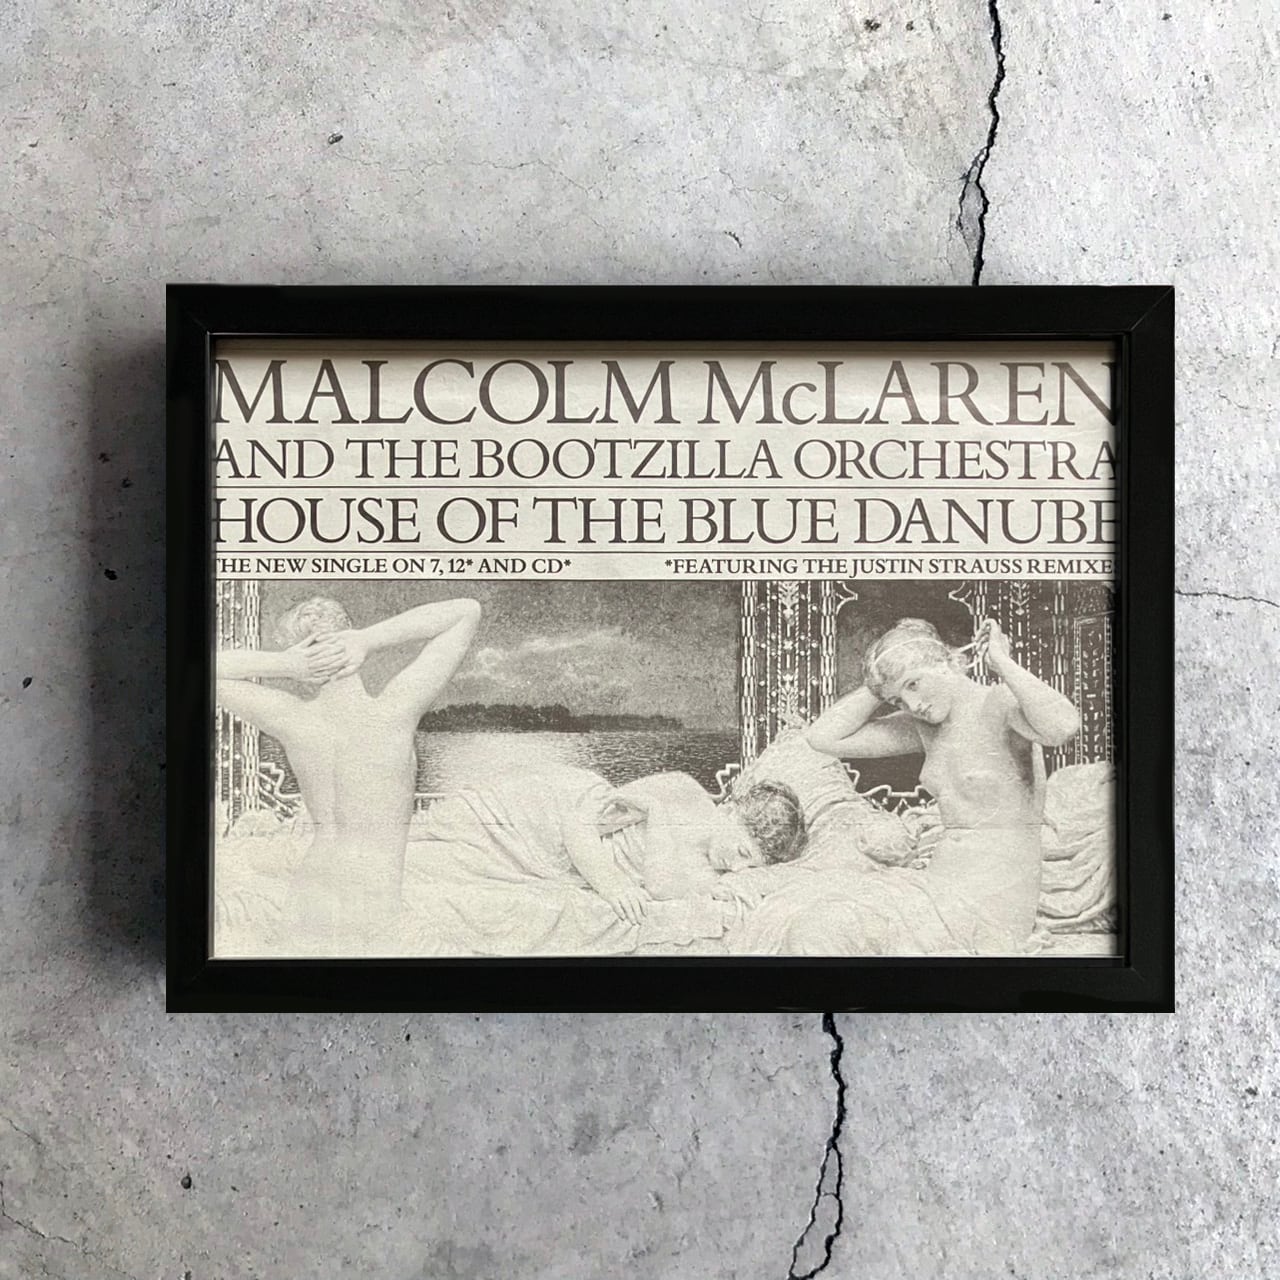 MALCOLM McLAREN
AND THE BOOTZILLA ORCHESTRA
HOUSE OF THE BLUE DANUBE
THE NEW SINGLE ON 7, 12* AND CD* *FEATURING THE JUSTIN STRAUSS REMIXE